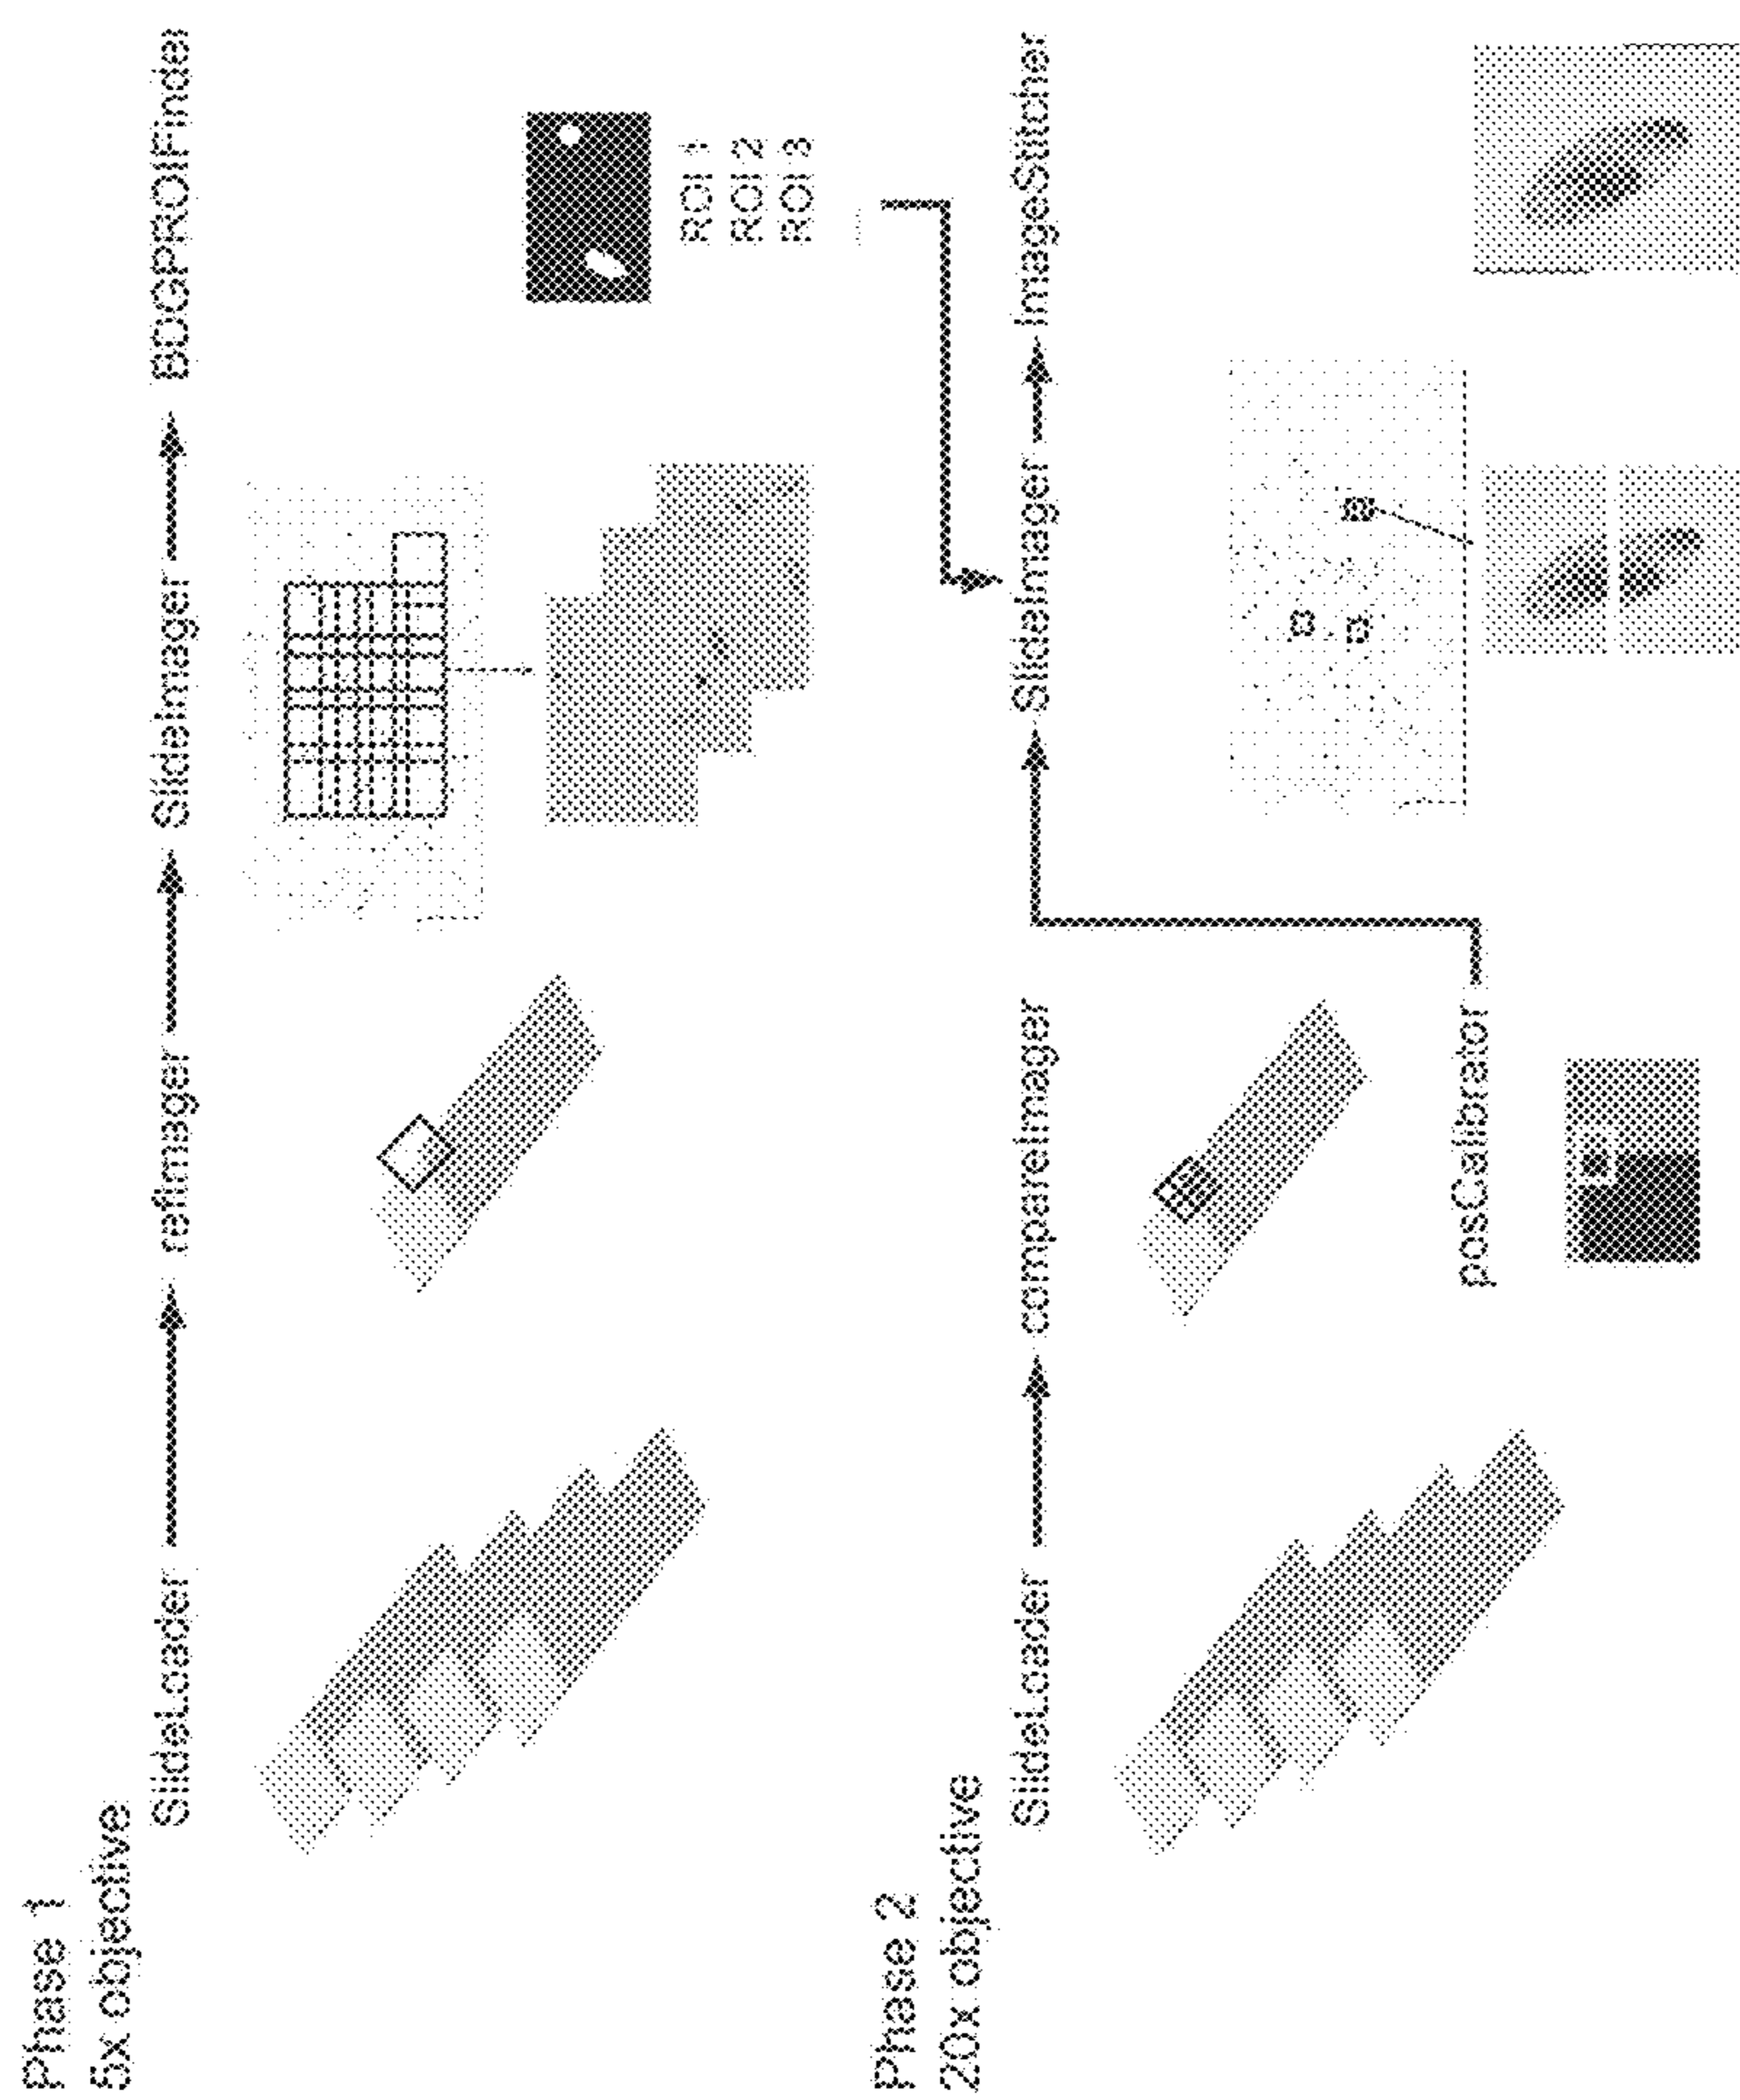 Phase 1
5x objective
SlideLoader
refImager
SlideImager
BDGPROIFinder
ROI 1
ROI 2
ROI 3
...
Phase 2
20x objective
SlideLoader
compareImager
posCalibrator
SlideImager
ImageStitcher